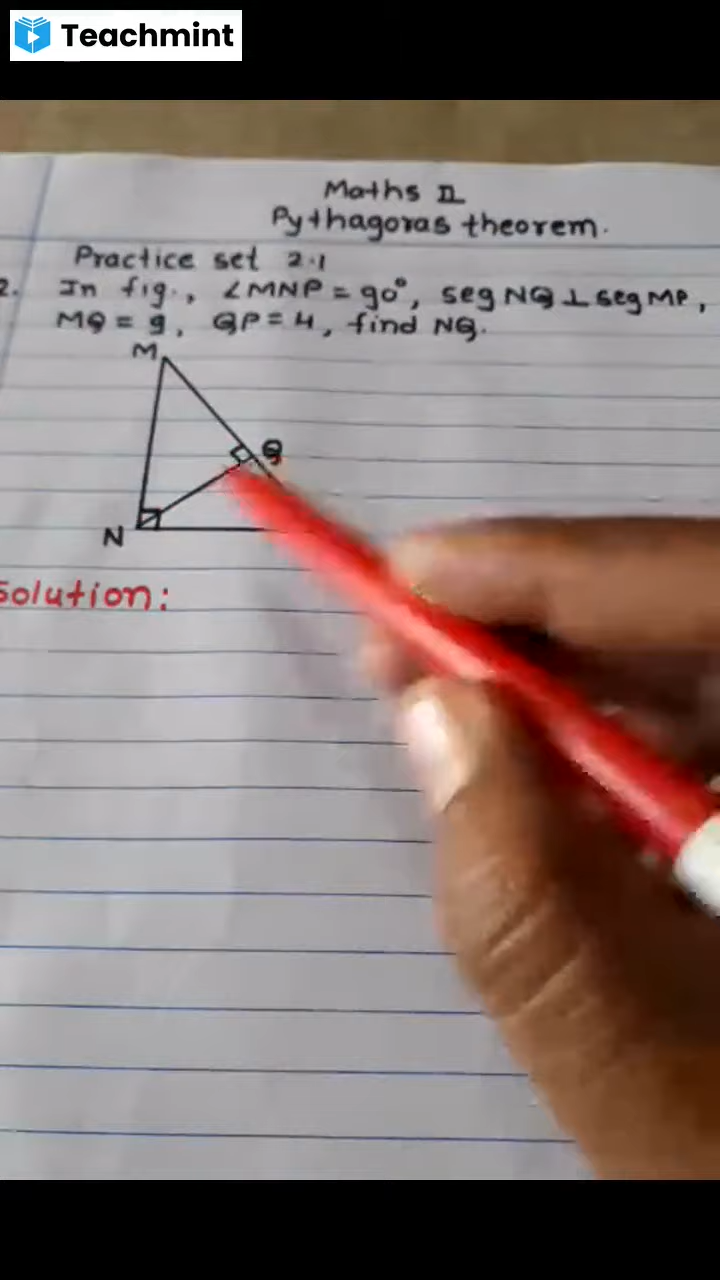 Teachmint
Maths II
Pythagoras theorem.
Practice set 2.1
2. In fig., ∠MNP = 90°, seg NQ ⊥ seg MP,
MQ = 9, QP = 4, find NQ.
M
Q
N
Solution: